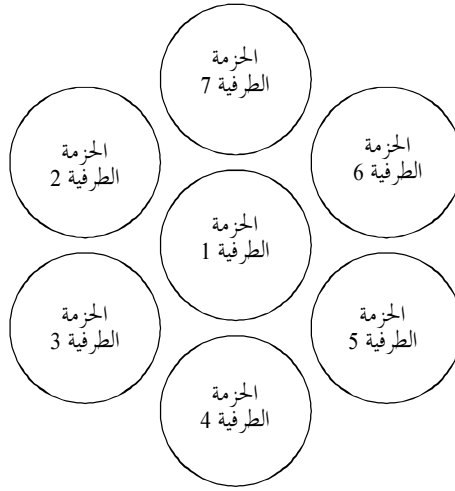 الحزمة
الطرفية 7
الحزمة
الطرفية 2
الحزمة
الطرفية 6
الحزمة
الطرفية 1
الحزمة
الطرفية 3
الحزمة
الطرفية 5
الحزمة
الطرفية 4